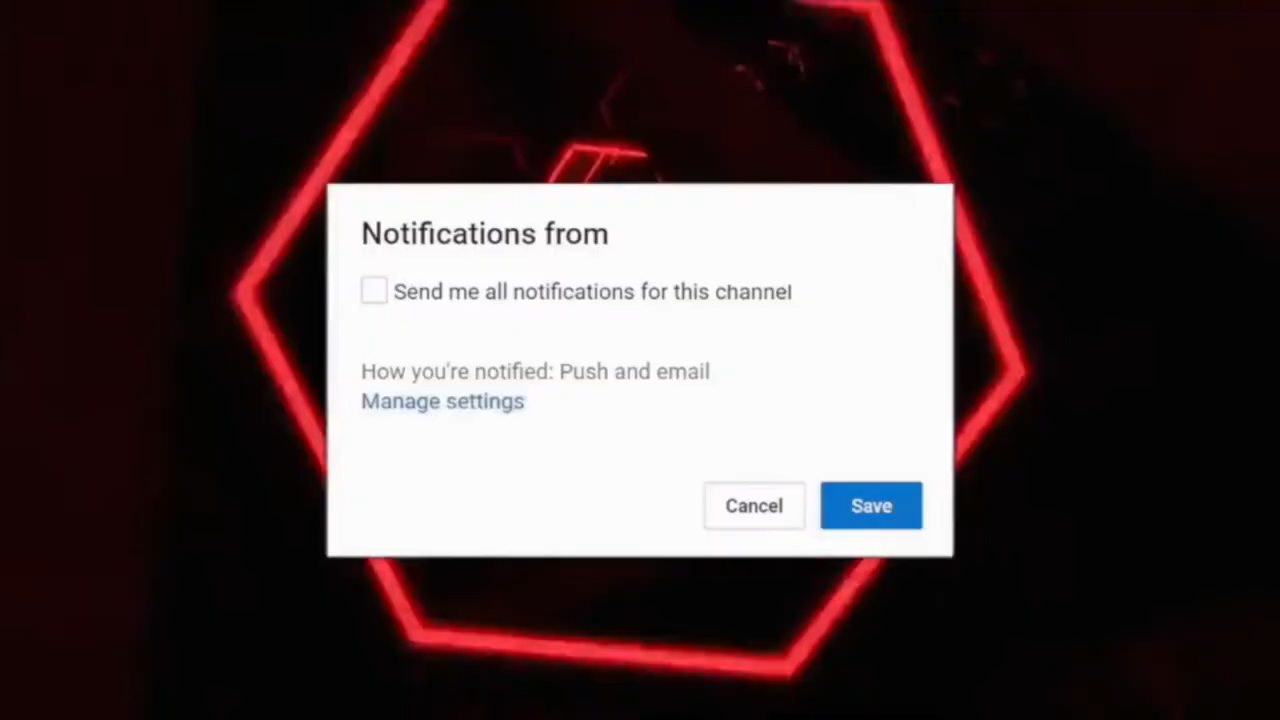 Notifications from
Send me all notifications for this channel
How you're notified: Push and email
Manage settings
Cancel Save